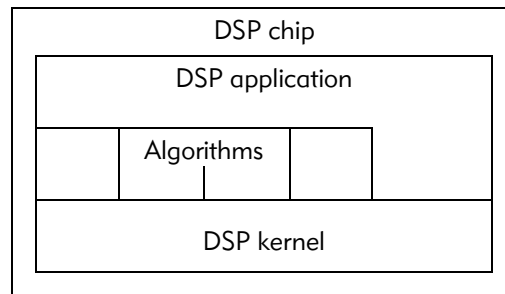 DSP chip
DSP application
Algorithms
DSP kernel